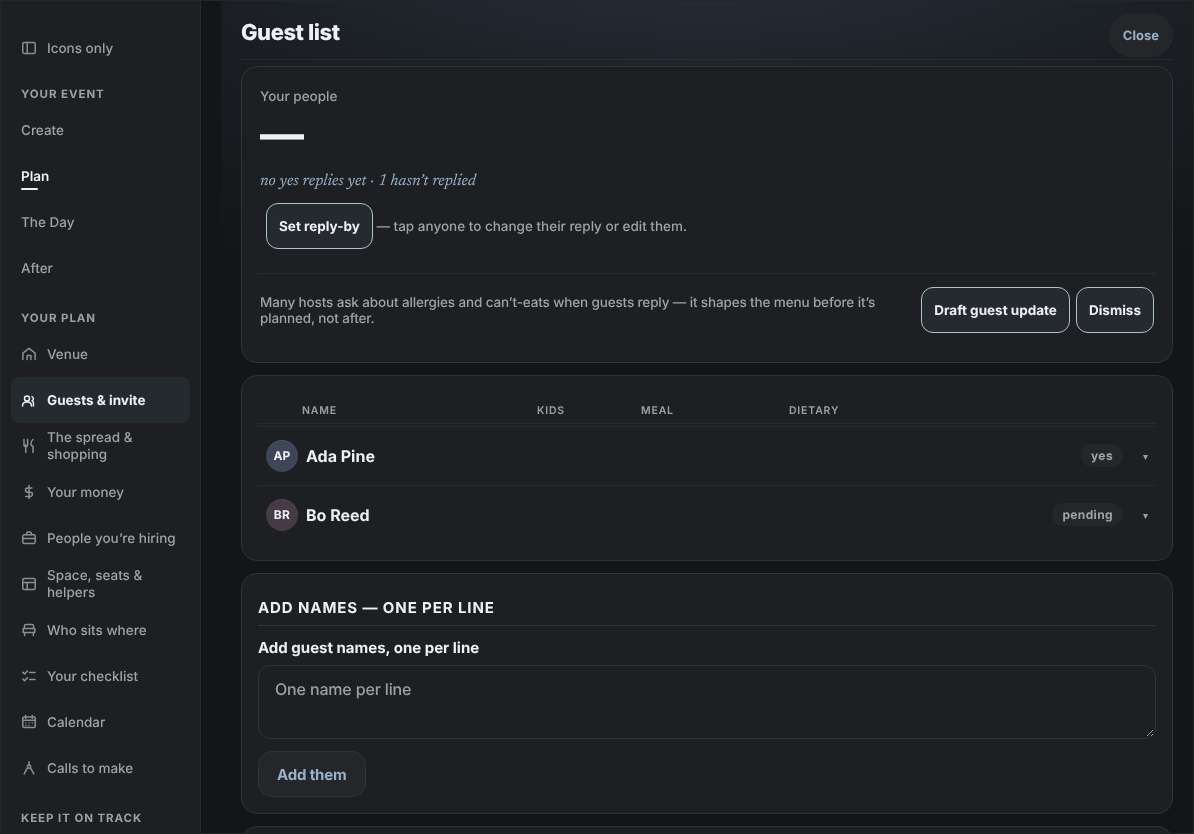 Icons only
YOUR EVENT
Create
Plan
The Day
After
YOUR PLAN
Venue
Guests & invite
The spread &
shopping
Your money
People you’re hiring
Space, seats &
helpers
Who sits where
Your checklist
Calendar
Calls to make
KEEP IT ON TRACK
Guest list
Close
Your people
—
no yes replies yet · 1 hasn’t replied
Set reply-by — tap anyone to change their reply or edit them.
Many hosts ask about allergies and can’t-eats when guests reply — it shapes the menu before it’s
planned, not after.
Draft guest update
Dismiss
NAME KIDS MEAL DIETARY
AP Ada Pine yes ▾
BR Bo Reed pending ▾
ADD NAMES — ONE PER LINE
Add guest names, one per line
One name per line
Add them